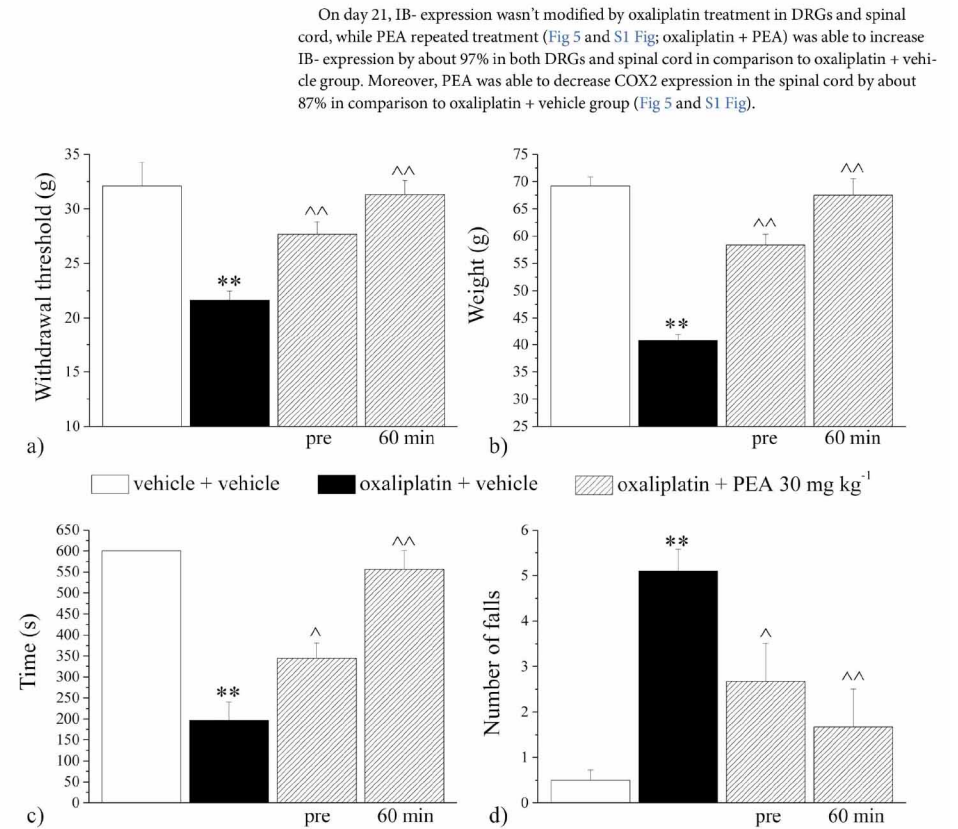 On day 21, IB- expression wasn't modified by oxaliplatin treatment in DRGs and spinal
cord, while PEA repeated treatment (Fig 5 and S1 Fig; oxaliplatin + PEA) was able to increase
IB- expression by about 97% in both DRGs and spinal cord in comparison to oxaliplatin + vehi-
cle group. Moreover, PEA was able to decrease COX2 expression in the spinal cord by about
87% in comparison to oxaliplatin + vehicle group (Fig 5 and S1 Fig).
Withdrawal threshold (g)
35
30
25
20
15
10
**
^^
^^
pre
60 min
a)
Weight (g)
75
70
65
60
55
50
45
40
35
30
25
**
^^
^^
pre
60 min
b)
vehicle + vehicle
oxaliplatin + vehicle
oxaliplatin + PEA 30 mg kg⁻¹
Time (s)
650
600
550
500
450
400
350
300
250
200
150
100
50
0
**
^
^^
pre
60 min
c)
Number of falls
6
5
4
3
2
1
0
**
^
^^
pre
60 min
d)